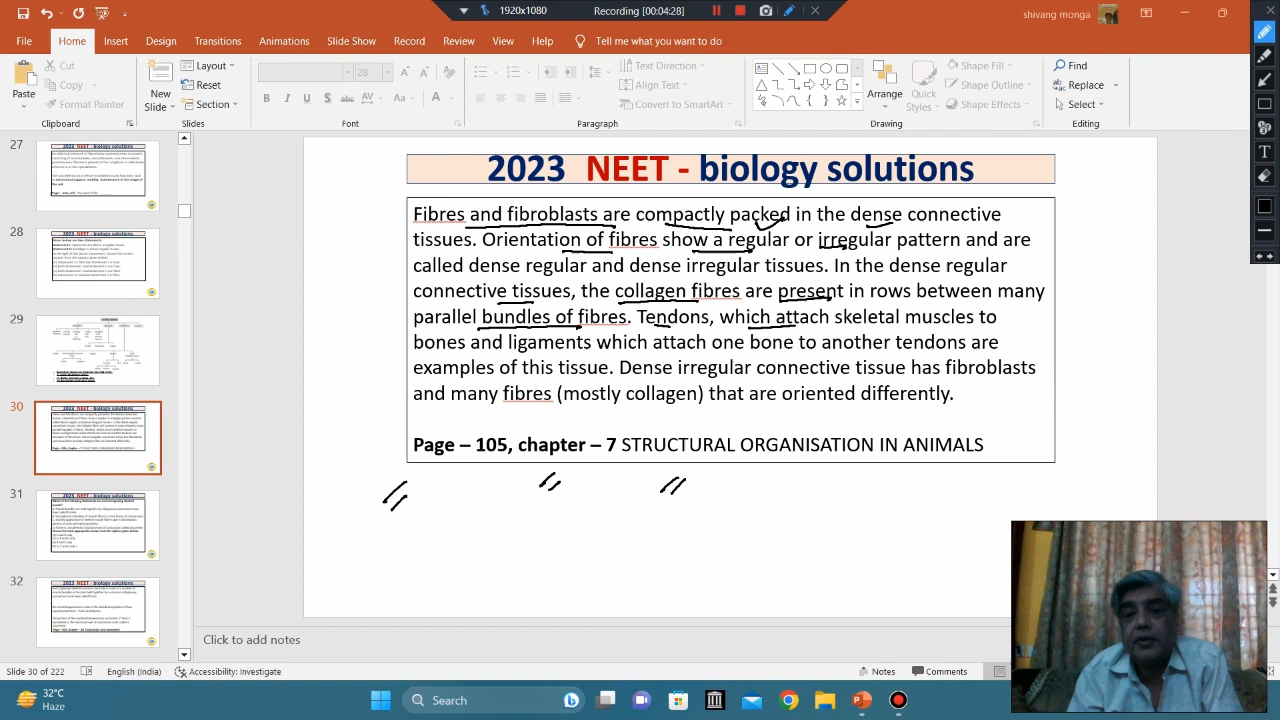 1920x1080 Recording [00:04:28]
shivang monga
File Home Insert Design Transitions Animations Slide Show Record Review View Help Tell me what you want to do
Cut
Copy
Format Painter
Paste
Clipboard
New Slide
Layout
Reset
Section
Slides
28
Font
Text Direction
Align Text
Convert to SmartArt
Paragraph
Arrange
Quick Styles
Shape Fill
Shape Outline
Shape Effects
Drawing
Find
Replace
Select
Editing
27
28
29
30
31
32
2023 NEET - biology solutions
Fibres and fibroblasts are compactly packed in the dense connective
tissues. Orientation of fibres show a regular or irregular pattern and are
called dense regular and dense irregular tissues. In the dense regular
connective tissues, the collagen fibres are present in rows between many
parallel bundles of fibres. Tendons, which attach skeletal muscles to
bones and ligaments which attach one bone to another tendons are
examples of this tissue. Dense irregular connective tissue has fibroblasts
and many fibres (mostly collagen) that are oriented differently.
Page – 105, chapter – 7 STRUCTURAL ORGANISATION IN ANIMALS
Click to add notes
Slide 30 of 222 English (India) Accessibility: Investigate Notes Comments
32°C
Haze
Search